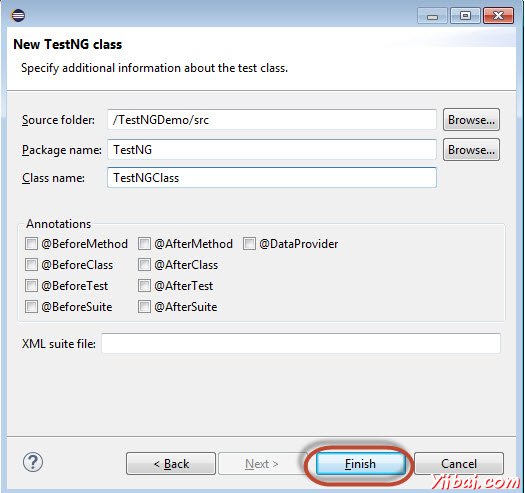 New TestNG class
Specify additional information about the test class.
Source folder: /TestNGDemo/src Browse...
Package name: TestNG Browse...
Class name: TestNGClass
Annotations
@BeforeMethod @AfterMethod @DataProvider
@BeforeClass @AfterClass
@BeforeTest @AfterTest
@BeforeSuite @AfterSuite
XML suite file:
? < Back Next > Finish Cancel
Yiibai.com